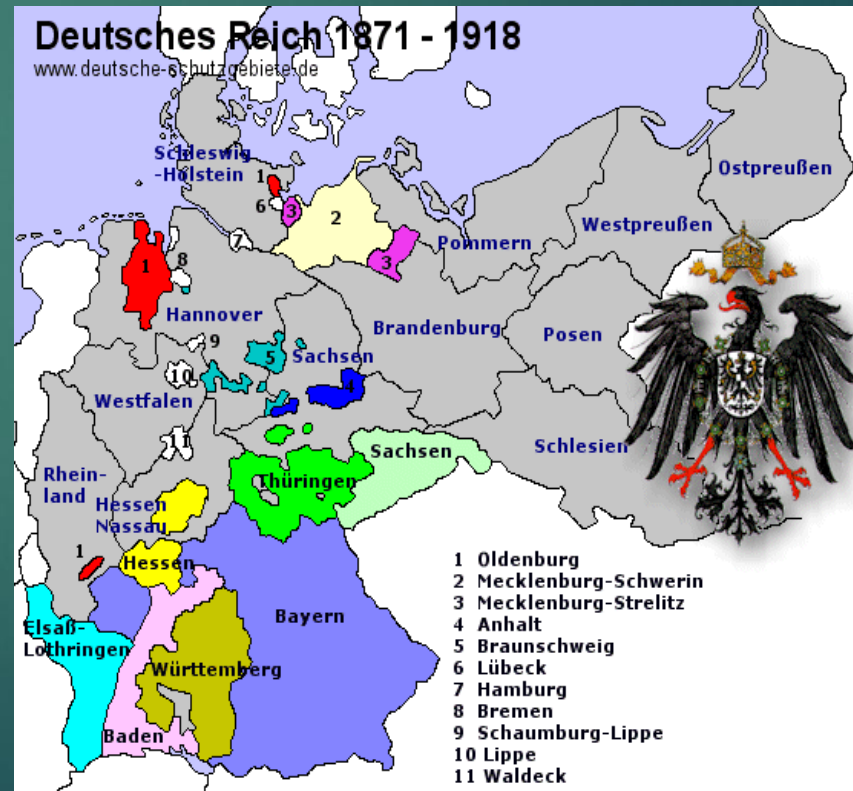 Deutsches Reich 1871 - 1918
www.deutsche-schutzgebiete.de
Schleswig
-Holstein
1
6
3
2
7
Ostpreußen
Westpreußen
Pommern
3
1
8
Hannover
Brandenburg
Posen
9
5
Sachsen
10
4
Westfalen
11
Sachsen
Schlesien
Rhein-
land
Thüringen
Hessen
Nassau
1
Hessen
Elsaß-
Lothringen
Bayern
Württemberg
Baden
1 Oldenburg
2 Mecklenburg-Schwerin
3 Mecklenburg-Strelitz
4 Anhalt
5 Braunschweig
6 Lübeck
7 Hamburg
8 Bremen
9 Schaumburg-Lippe
10 Lippe
11 Waldeck